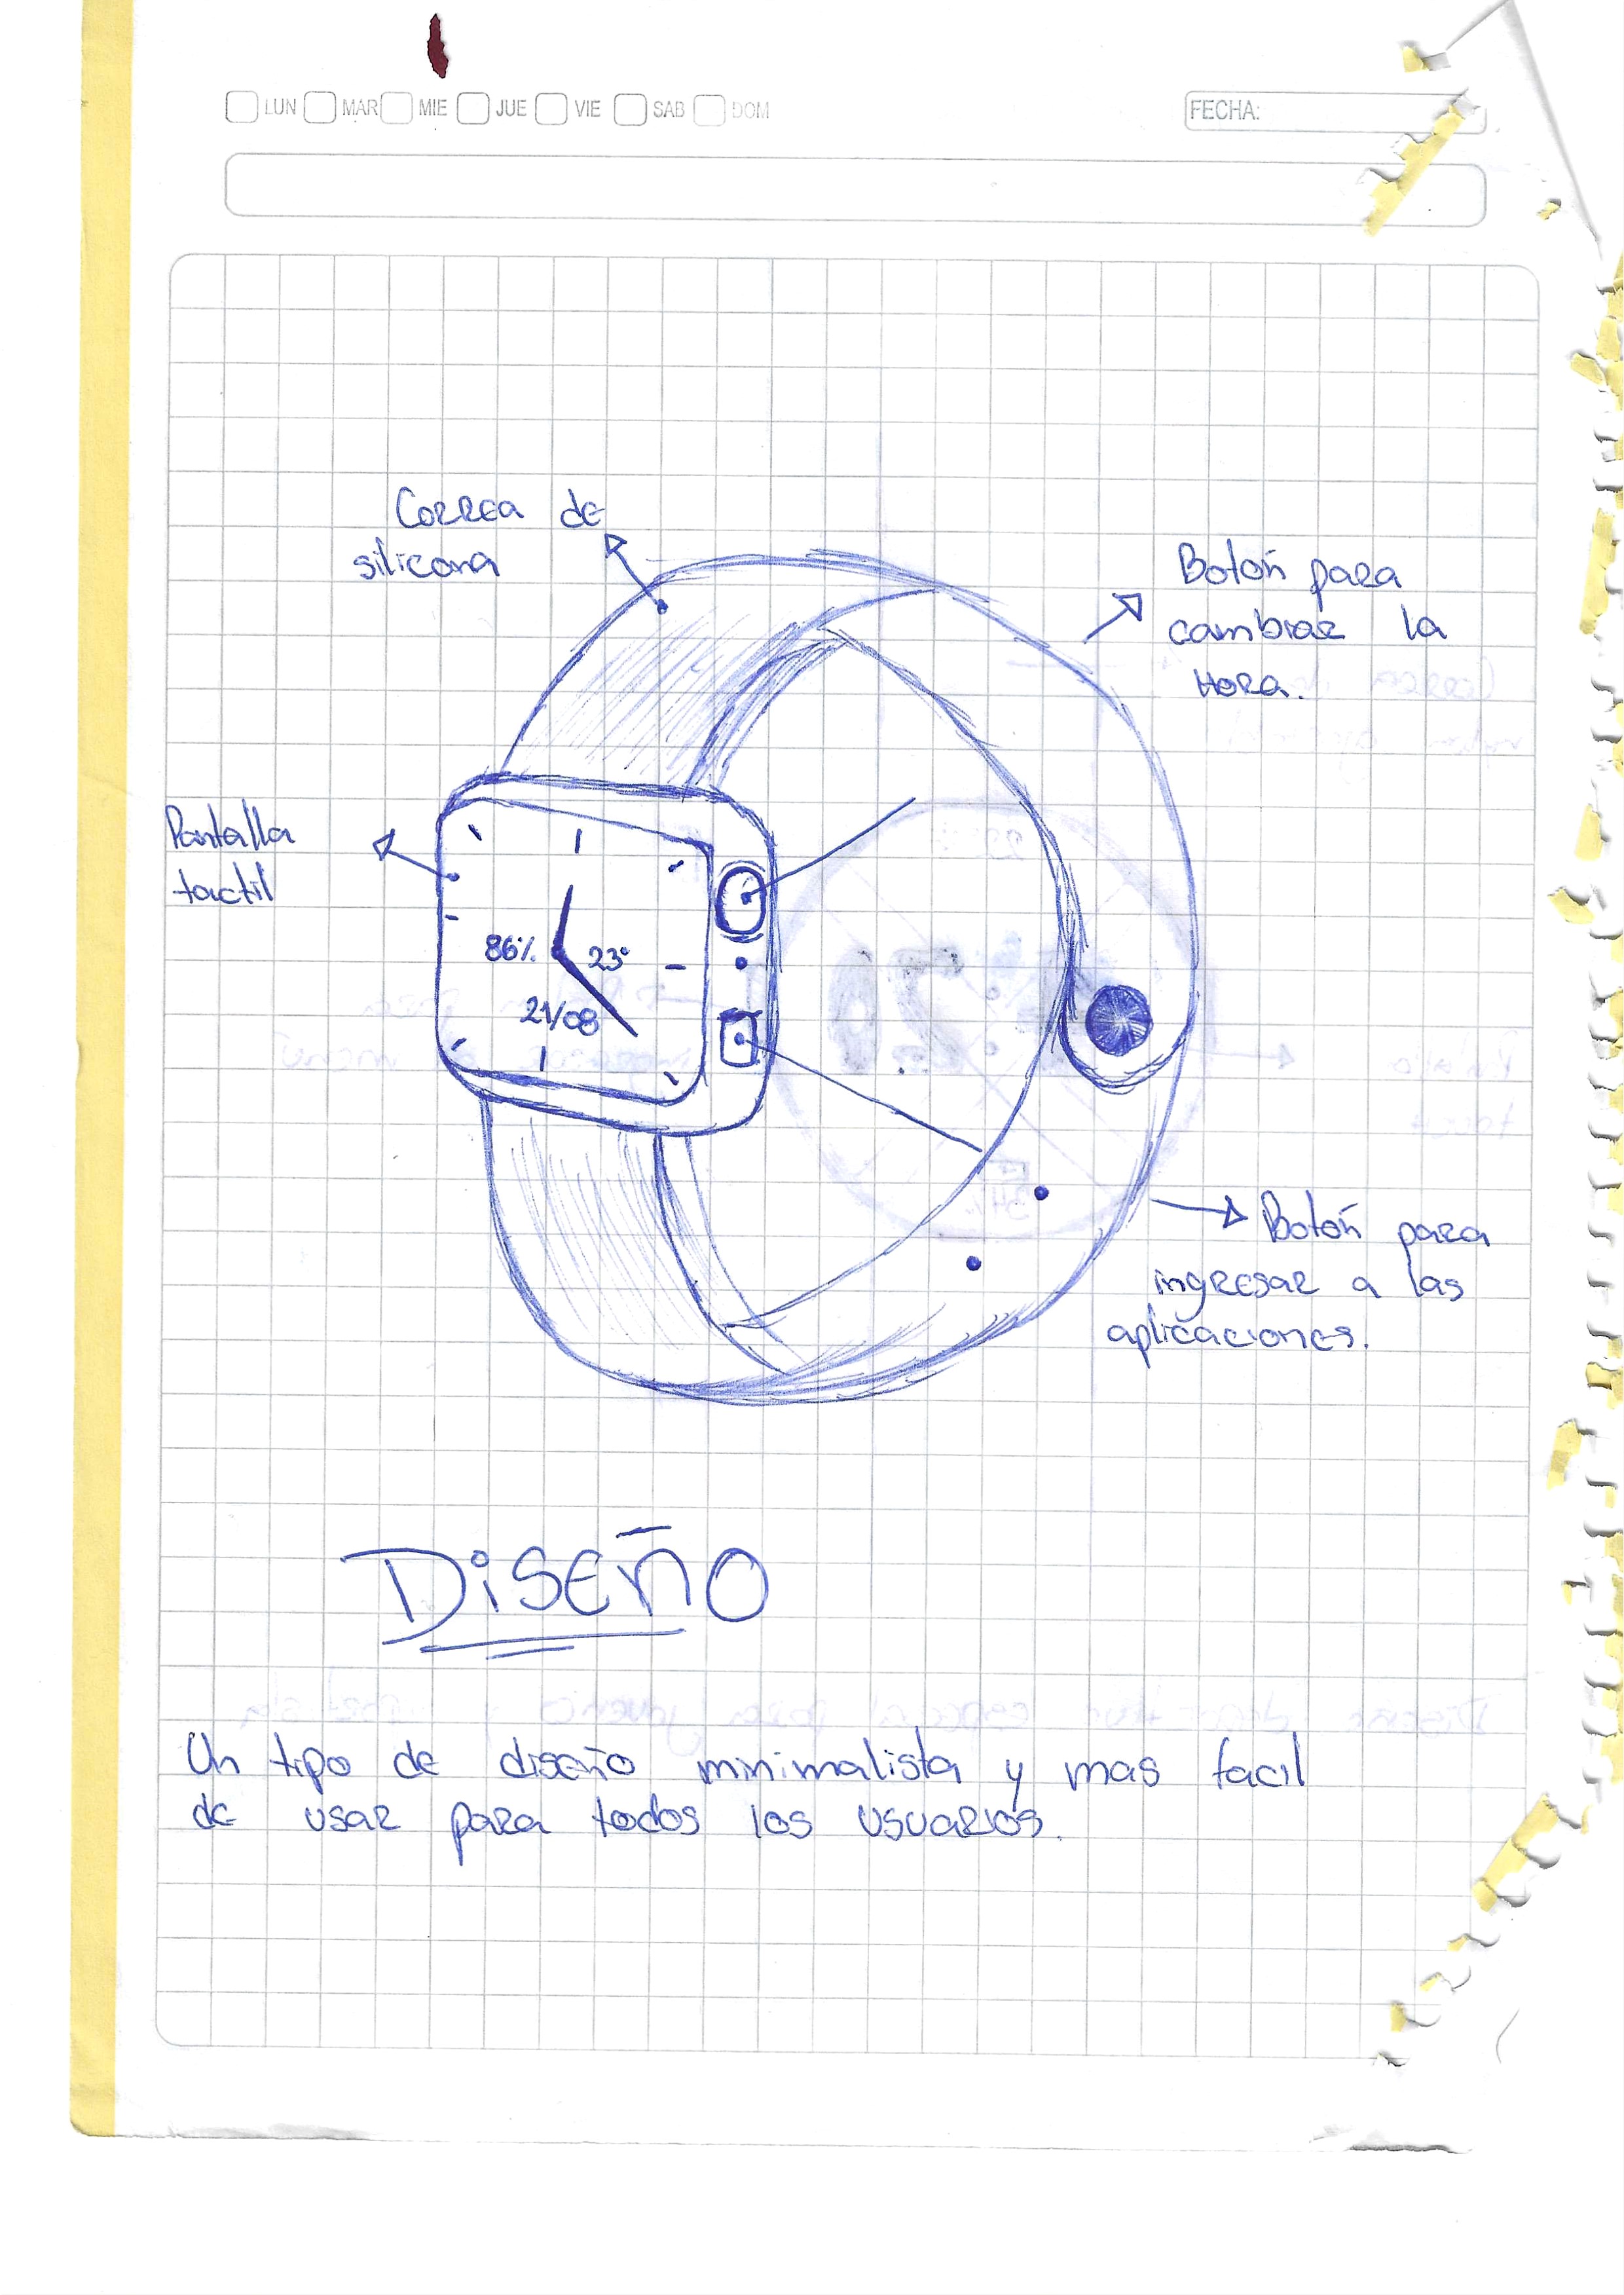 LUN MAR MIE JUE VIE SAB DOM
FECHA:
Correa de
silicona
Botoñ para
cambiar la
Hora.
Pantalla
tactil
86%
23°
21/08
Botoñ para
ingresar a las
aplicaciones.
DiSEÑO
Un tipo de diseño minimalista y mas facil
de usar para todos los usuarios.